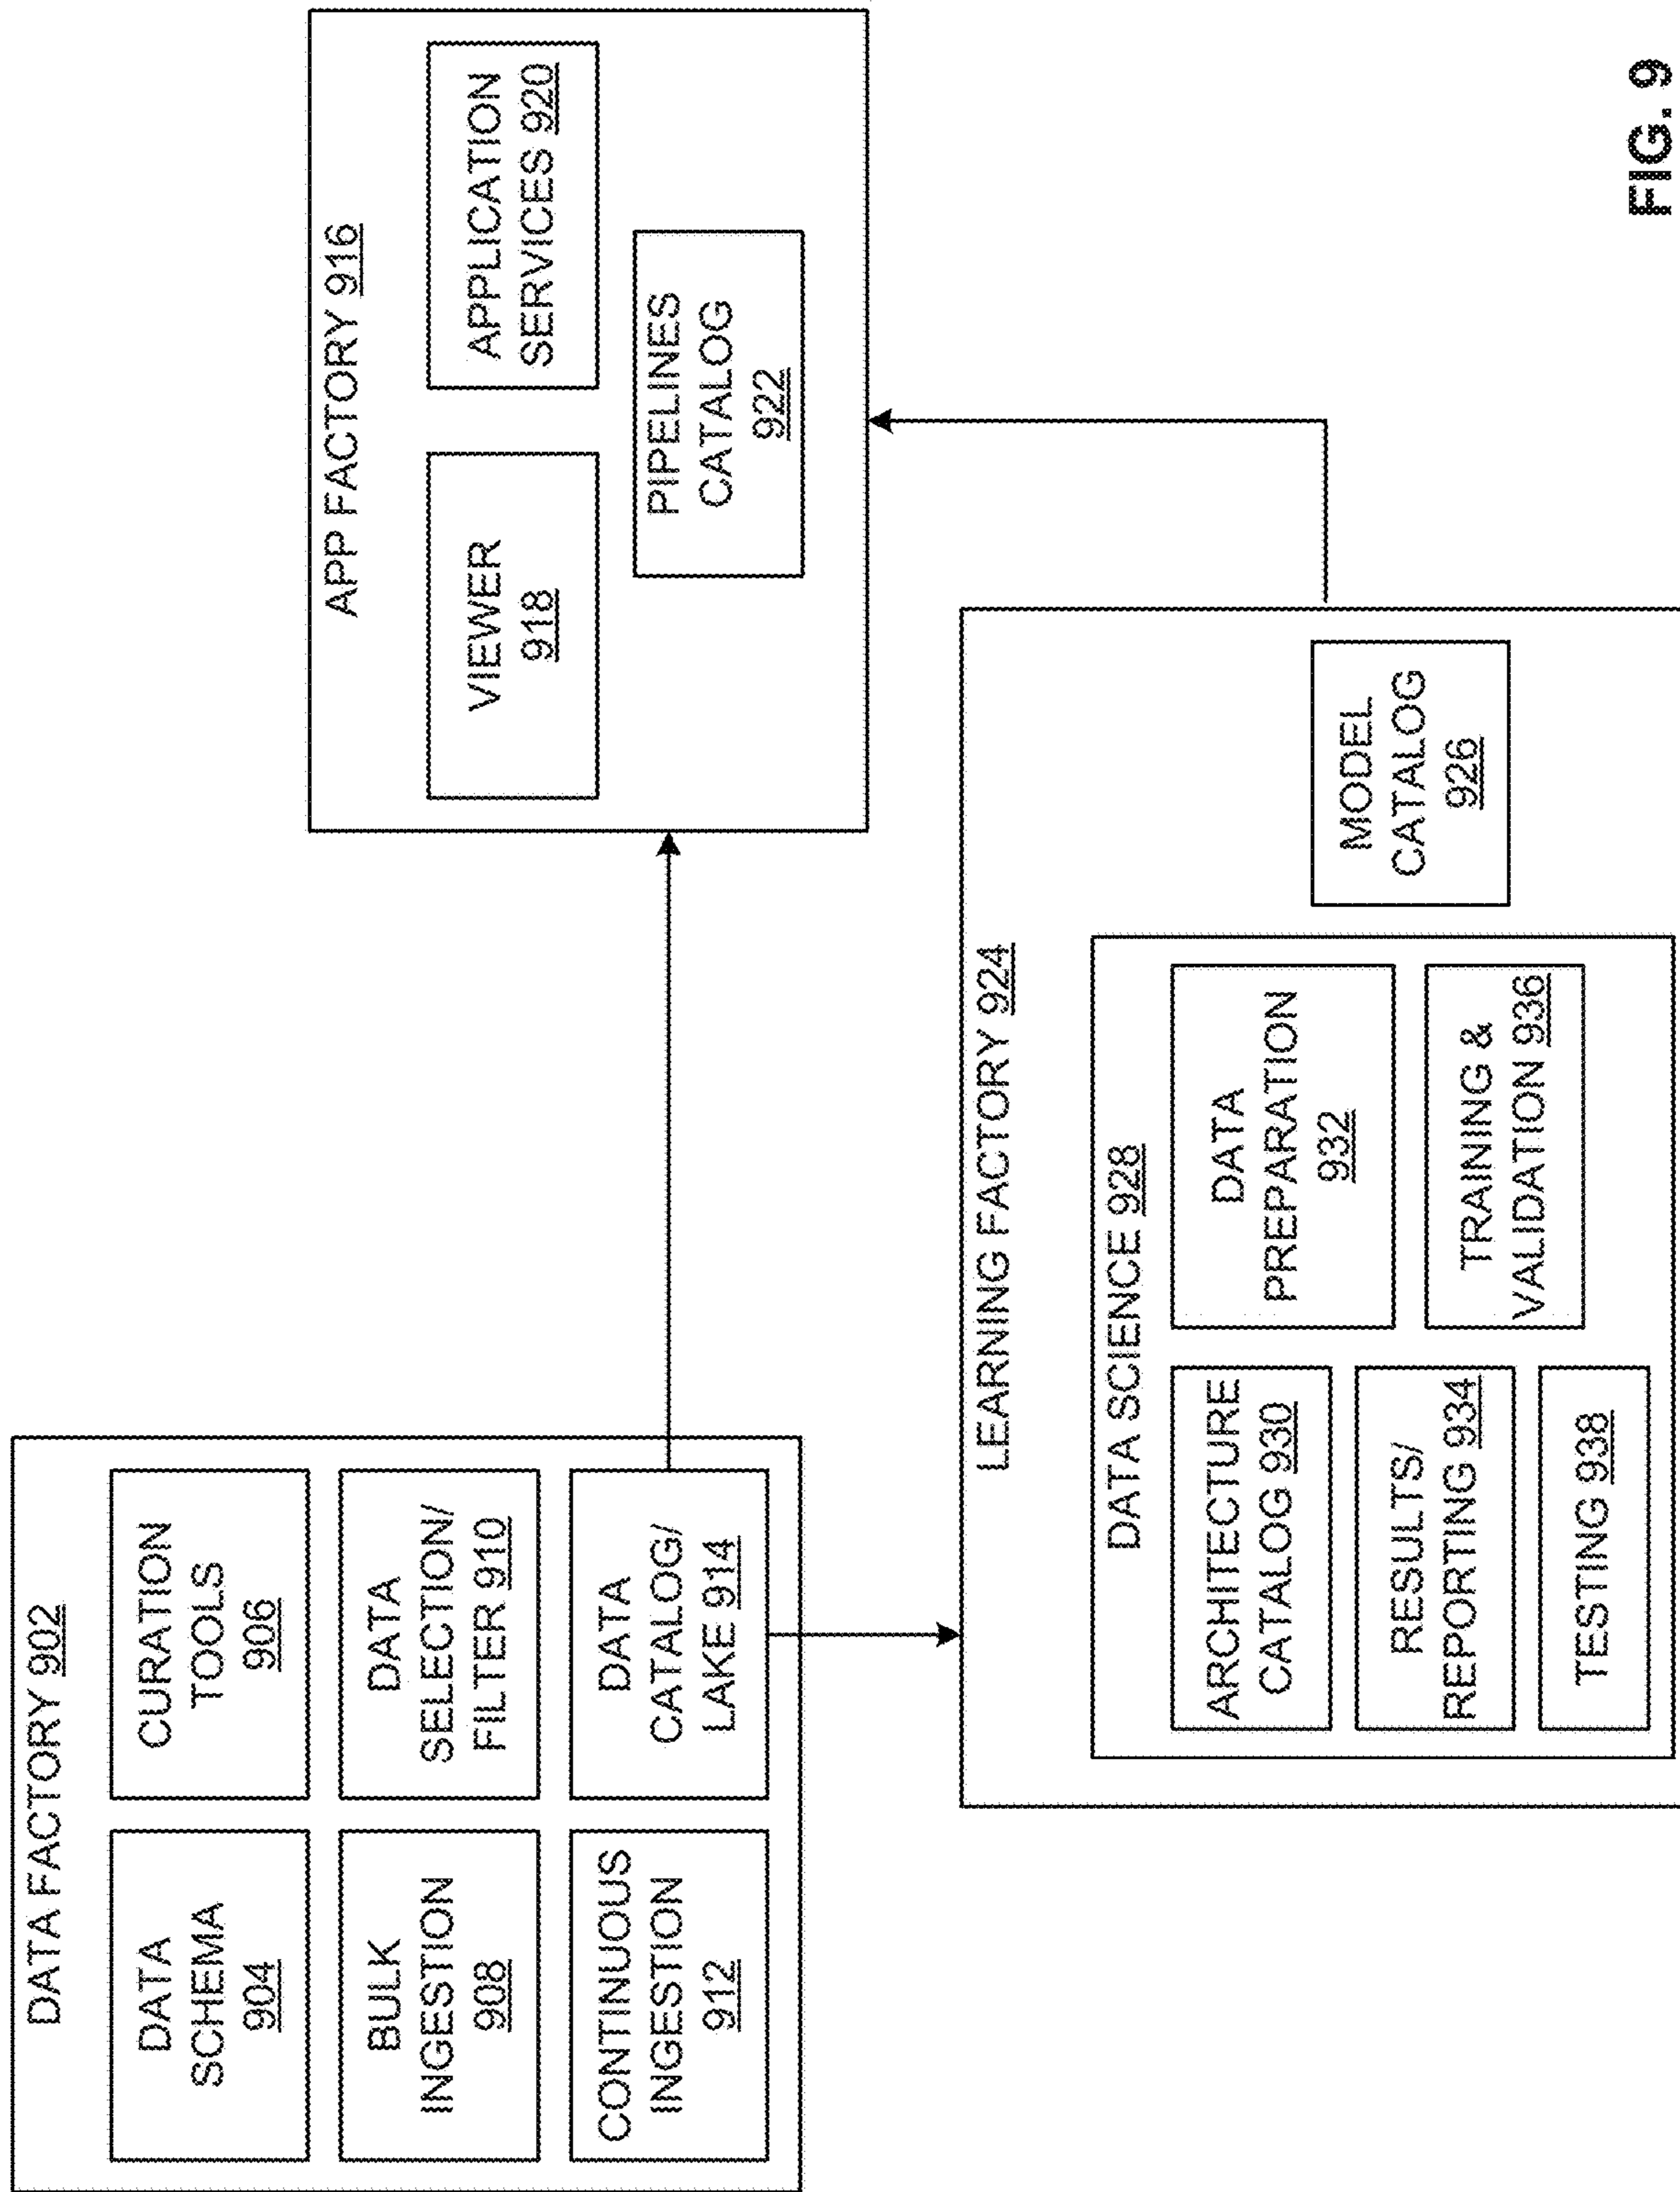 DATA FACTORY 902
DATA
SCHEMA
904
CURATION
TOOLS
906
BULK
INGESTION
908
DATA
SELECTION/
FILTER 910
CONTINUOUS
INGESTION
912
DATA
CATALOG/
LAKE 914
APP FACTORY 916
VIEWER
918
APPLICATION
SERVICES 920
PIPELINES
CATALOG
922
LEARNING FACTORY 924
DATA SCIENCE 928
ARCHITECTURE
CATALOG 930
DATA
PREPARATION
932
RESULTS/
REPORTING 934
TRAINING &
VALIDATION 936
TESTING 938
MODEL
CATALOG
926
FIG. 9